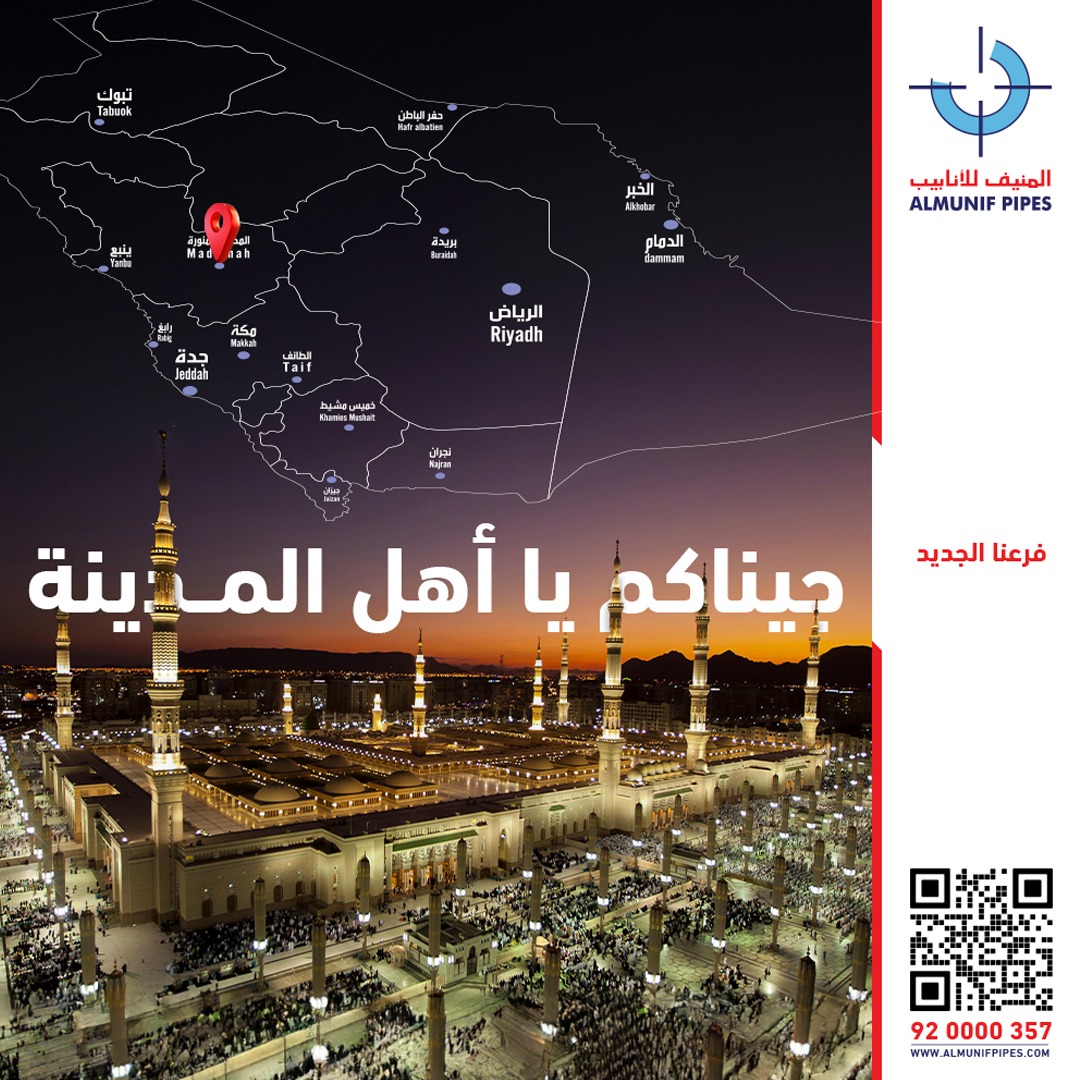 تبوك
Tabuok
حفر الباطن
Hafr albatien
الخبر
Alkhobar
الدمام
dammam
بريدة
Buraidah
ينبع
Yanbu
الرياض
Riyadh
رابغ
Rabig
مكة
Makkah
جدة
Jeddah
الطائف
Taif
خميس مشيط
Khamies Mushait
نجران
Najran
جيزان
Jaizan
جيناكم يا أهل المـدينة
المنيف للأنابيب
ALMUNIF PIPES
فرعنا الجديد
92 0000 357
WWW.ALMUNIFPIPES.COM